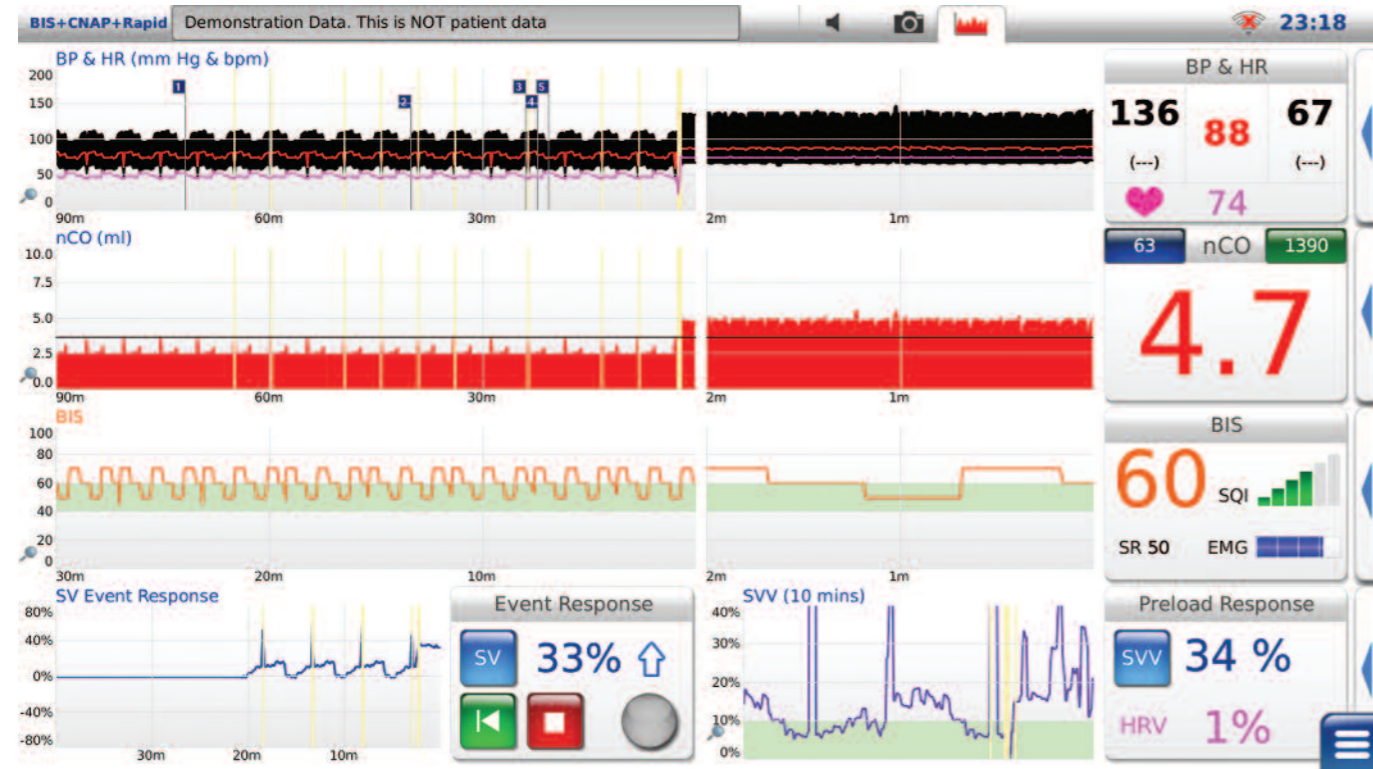 BIS+CNAP+Rapid Demonstration Data. This is NOT patient data 23:18
BP & HR (mm Hg & bpm)
200
150
100
50
0
1 2 3 4 5
90m 60m 30m 2m 1m
BP & HR
136 88 67
(---) (---)
74
nCO (ml)
10.0
7.5
5.0
2.5
0.0
90m 60m 30m 2m 1m
63 nCO 1390
4.7
BIS
100
80
60
40
20
0
30m 20m 10m 2m 1m
BIS
60 SQI
SR 50 EMG
SV Event Response
80%
40%
0%
-40%
-80%
30m 20m 10m
Event Response
SV 33%
SVV (10 mins)
40%
30%
20%
10%
0%
Preload Response
SVV 34 %
HRV 1%